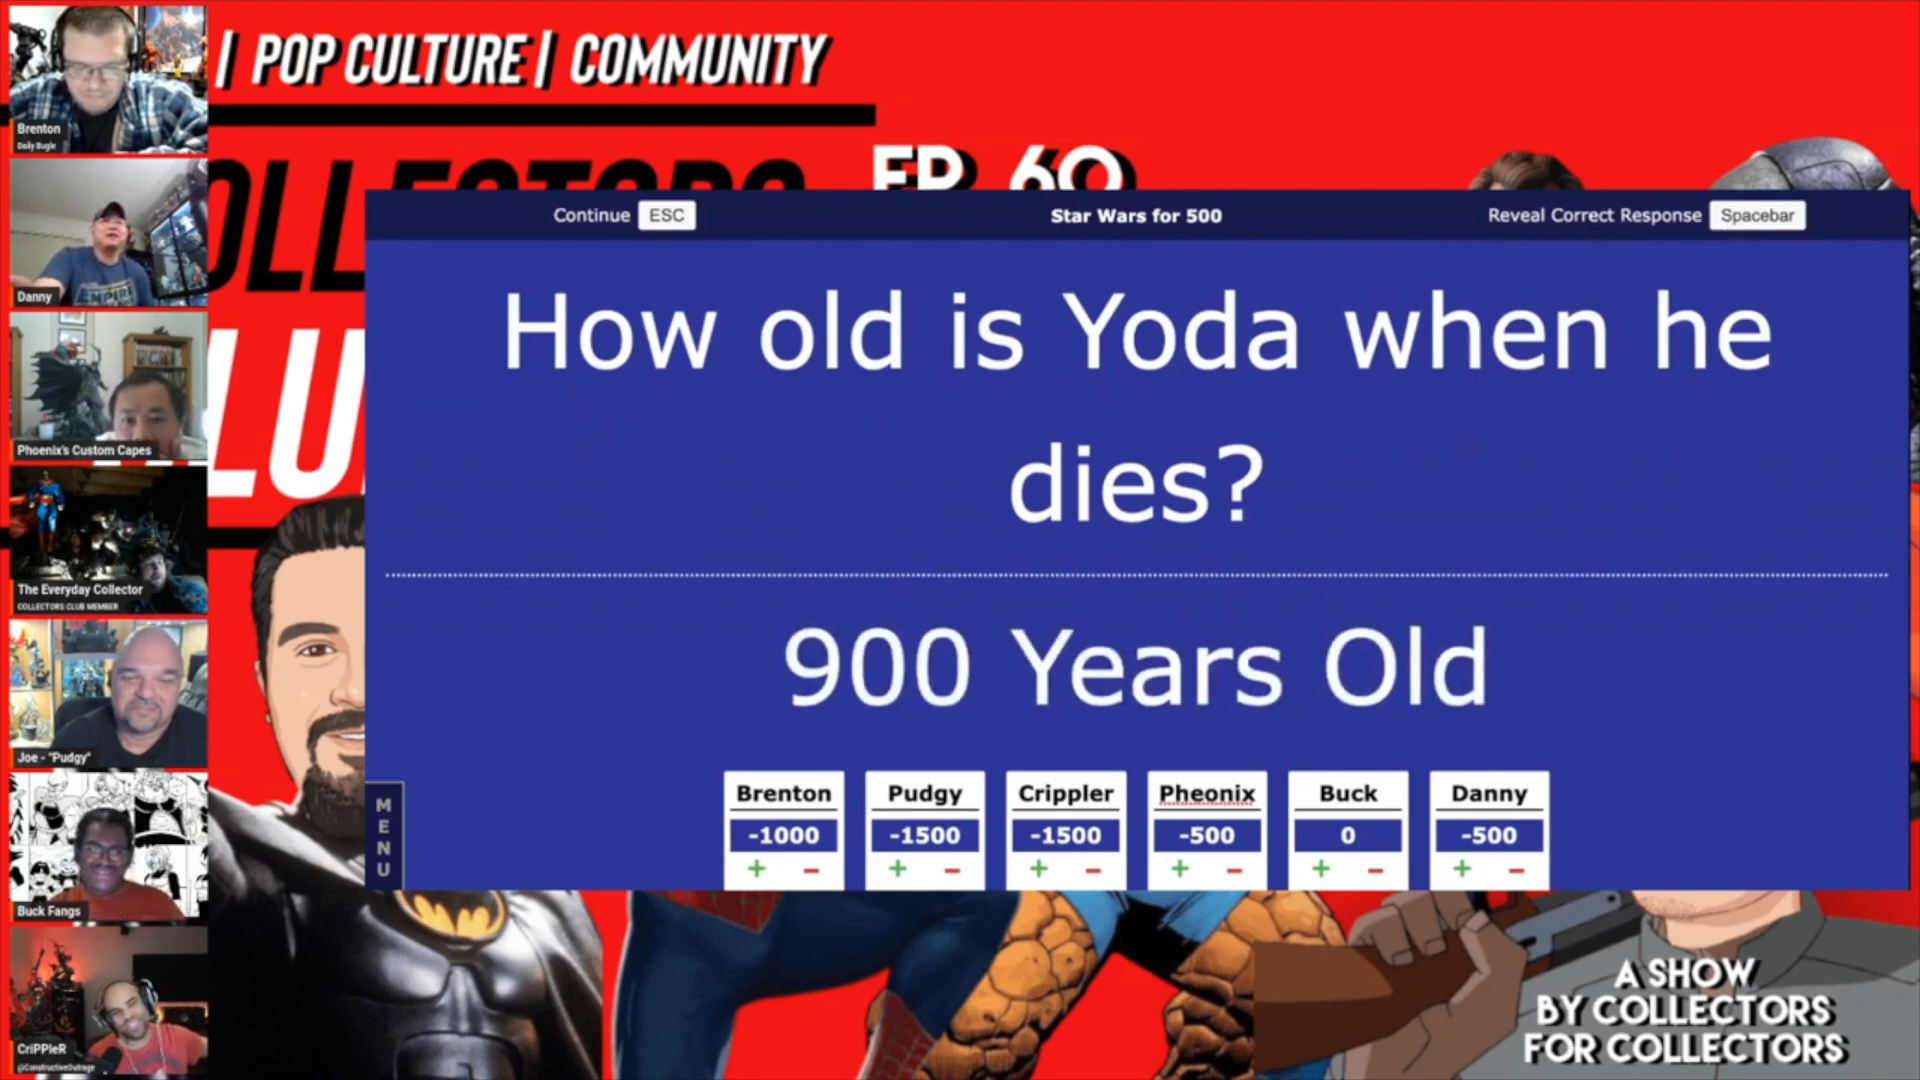 | POP CULTURE | COMMUNITY
EP. 60
Continue ESC
Star Wars for 500
Reveal Correct Response Spacebar
How old is Yoda when he
dies?
900 Years Old
MENU
Brenton Pudgy Crippler Pheonix Buck Danny
-1000 -1500 -1500 -500 0 -500
+ - + - + - + - + - + -
Brenton
Daily Bugle
Danny
Phoenix's Custom Capes
The Everyday Collector
COLLECTORS CLUB MEMBER
Joe - "Pudgy"
Buck Fangs
CriPPleR
@ConstructiveOutrage
A SHOW
BY COLLECTORS
FOR COLLECTORS